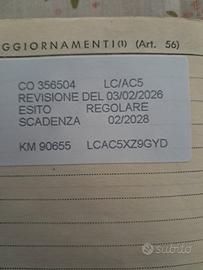 GGIORNAMENTI(1) (Art. 56)
CO 356504 LC/AC5
REVISIONE DEL 03/02/2026
ESITO REGOLARE
SCADENZA 02/2028
KM 90655 LCAC5XZ9GYD
subito